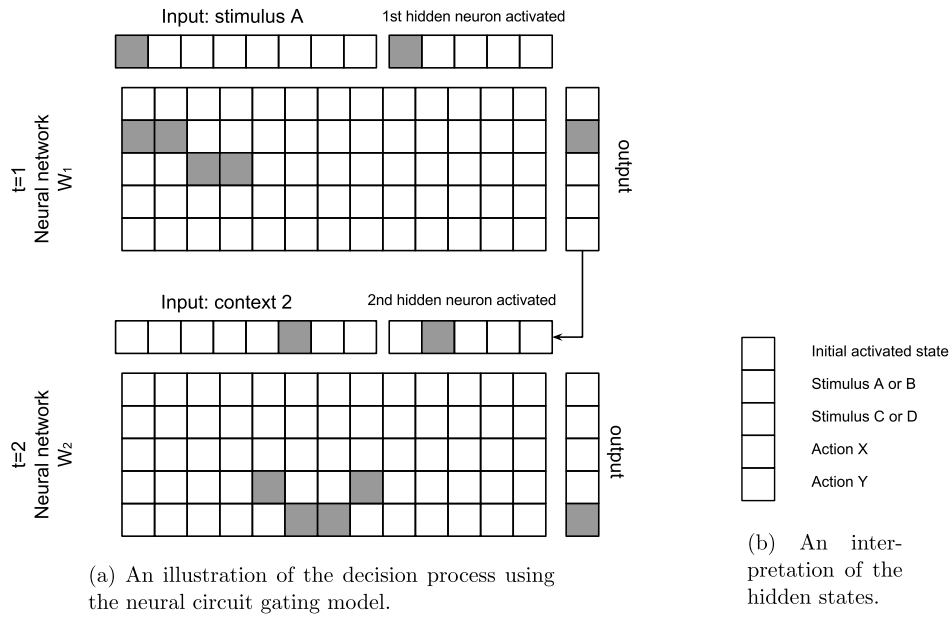 Input: stimulus A
1st hidden neuron activated
t=1
Neural network
W1
output
Input: context 2
2nd hidden neuron activated
t=2
Neural network
W2
output
Initial activated state
Stimulus A or B
Stimulus C or D
Action X
Action Y
(a) An illustration of the decision process using
the neural circuit gating model.
(b) An inter-
pretation of the
hidden states.